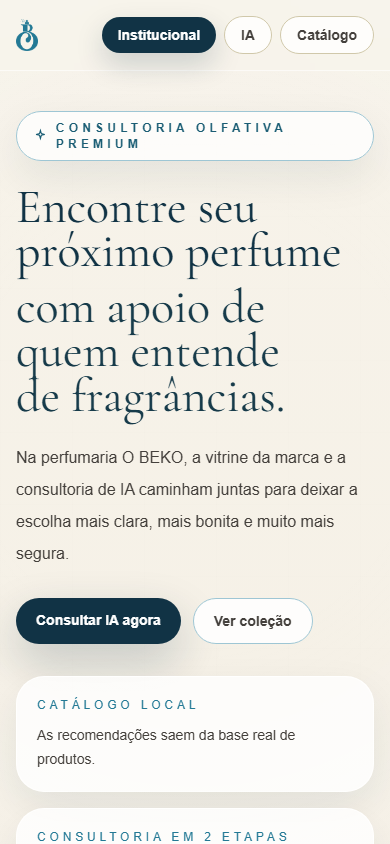 Institucional
IA
Catálogo
CONSULTORIA OLFATIVA
PREMIUM
Encontre seu
próximo perfume
com apoio de
quem entende
de fragrâncias.
Na perfumaria O BEKO, a vitrine da marca e a
consultoria de IA caminham juntas para deixar a
escolha mais clara, mais bonita e muito mais
segura.
Consultar IA agora
Ver coleção
CATÁLOGO LOCAL
As recomendações saem da base real de
produtos.
CONSULTORIA EM 2 ETAPAS